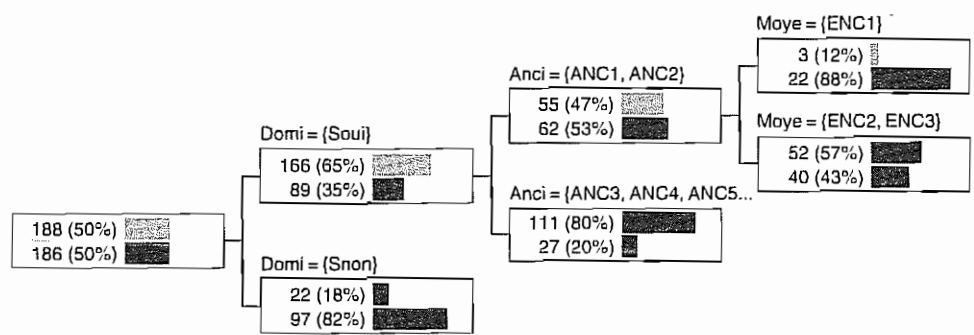 188 (50%)
186 (50%)
Domi = {Soui}
166 (65%)
89 (35%)
Domi = {Snon}
22 (18%)
97 (82%)
Anci = {ANC1, ANC2}
55 (47%)
62 (53%)
Anci = {ANC3, ANC4, ANC5...
111 (80%)
27 (20%)
Moye = {ENC1}
3 (12%)
22 (88%)
Moye = {ENC2, ENC3}
52 (57%)
40 (43%)